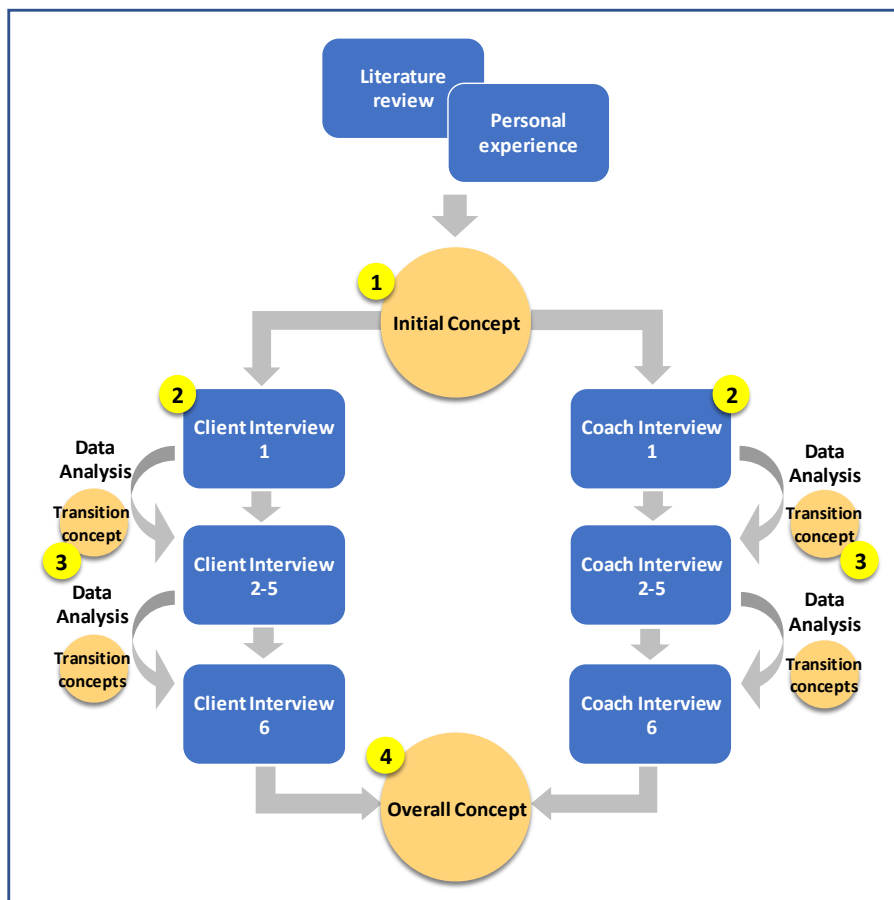 Literature
review
Personal
experience
1
Initial Concept
2
Client Interview
1
2
Coach Interview
1
Data
Analysis
Transition
concept
3
Data
Analysis
Transition
concept
3
Client Interview
2-5
Coach Interview
2-5
Data
Analysis
Transition
concepts
Data
Analysis
Transition
concepts
Client Interview
6
Coach Interview
6
4
Overall Concept